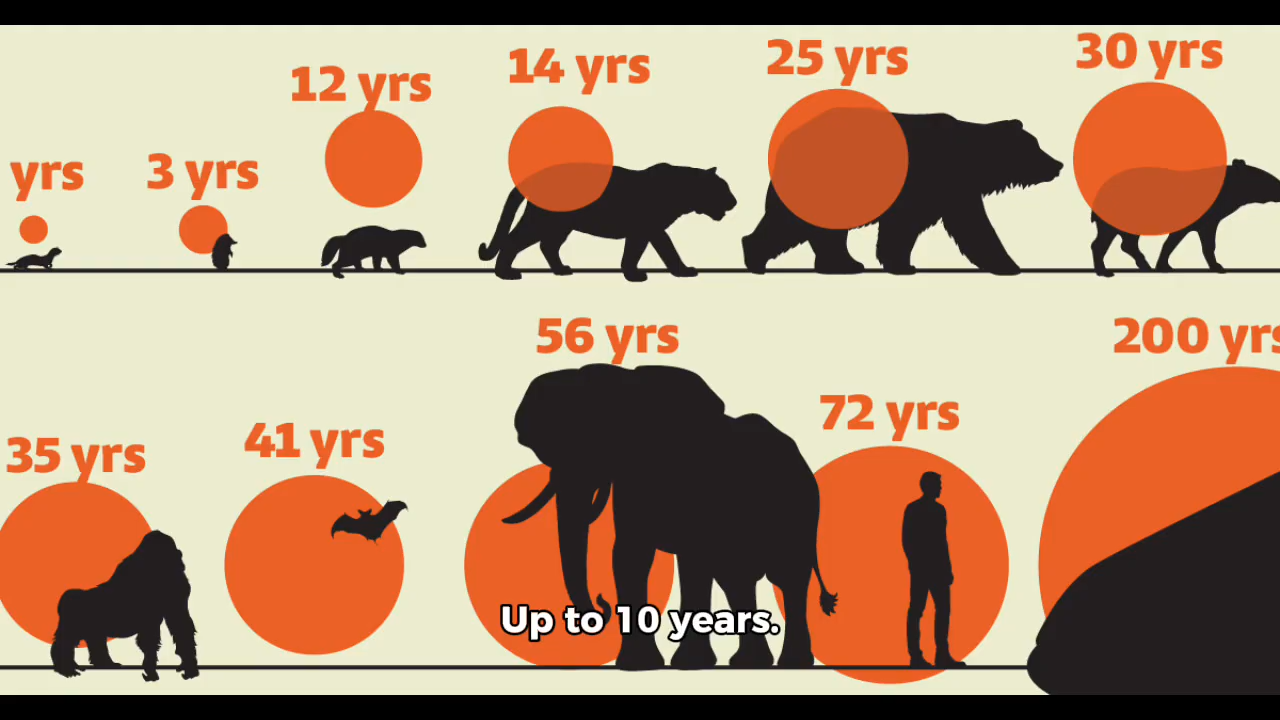 yrs
3 yrs
12 yrs
14 yrs
25 yrs
30 yrs
35 yrs
41 yrs
56 yrs
72 yrs
200 yrs
Up to 10 years.